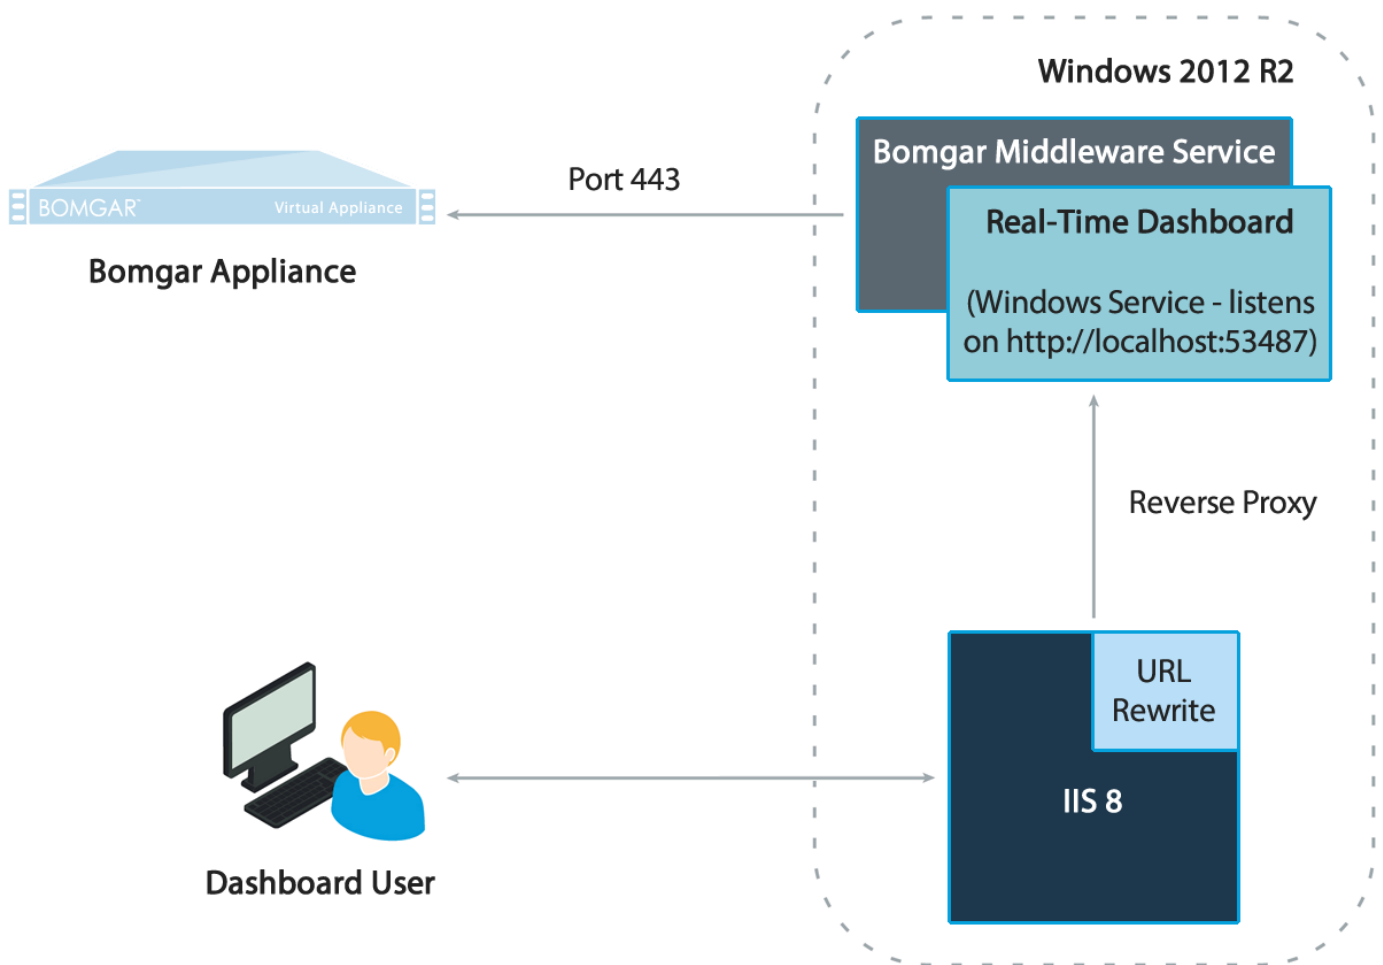 Windows 2012 R2
Bomgar Middleware Service
Port 443
BOMGAR™
Virtual Appliance
Real-Time Dashboard
Bomgar Appliance
(Windows Service - listens
on http://localhost:53487)
Reverse Proxy
URL
Rewrite
IIS 8
Dashboard User